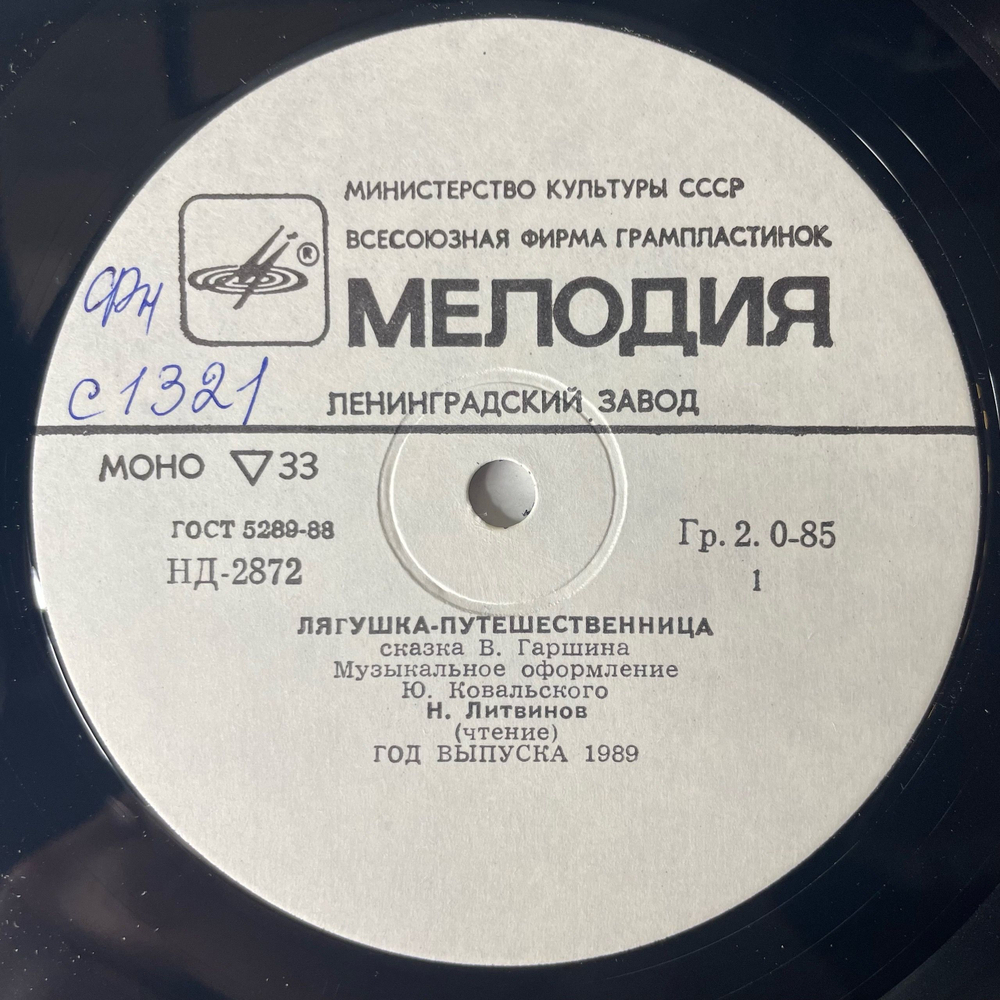 МИНИСТЕРСТВО КУЛЬТУРЫ СССР
ВСЕСОЮЗНАЯ ФИРМА ГРАМПЛАСТИНОК
®
МЕЛОДИЯ
Фн
с 1321
ЛЕНИНГРАДСКИЙ ЗАВОД
МОНО ▽ 33
ГОСТ 5289-88
НД-2872
Гр. 2. 0-85
1
ЛЯГУШКА-ПУТЕШЕСТВЕННИЦА
сказка В. Гаршина
Музыкальное оформление
Ю. Ковальского
Н. Литвинов
(чтение)
ГОД ВЫПУСКА 1989